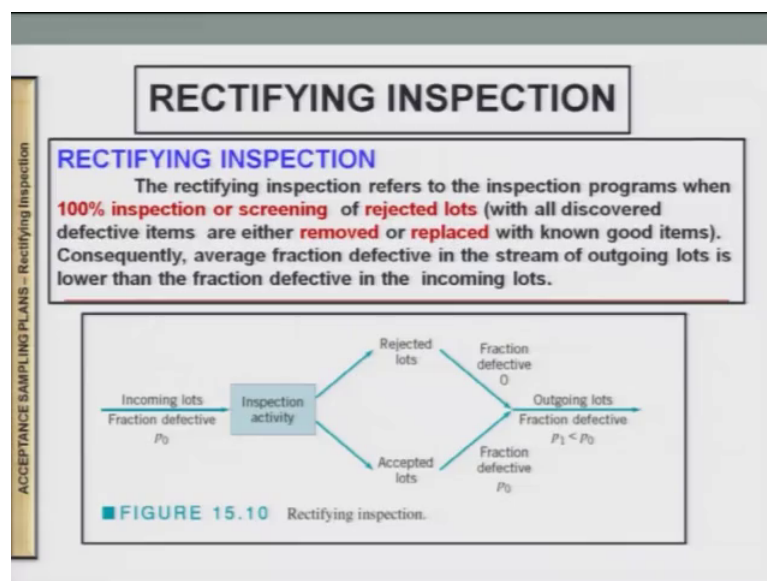 RECTIFYING INSPECTION
ACCEPTANCE SAMPLING PLANS – Rectifying Inspection
RECTIFYING INSPECTION
The rectifying inspection refers to the inspection programs when
100% inspection or screening of rejected lots (with all discovered
defective items are either removed or replaced with known good items).
Consequently, average fraction defective in the stream of outgoing lots is
lower than the fraction defective in the incoming lots.
Incoming lots
Fraction defective
p₀
Inspection
activity
Rejected
lots
Fraction
defective
0
Accepted
lots
Fraction
defective
p₀
Outgoing lots
Fraction defective
p₁ < p₀
FIGURE 15.10 Rectifying inspection.